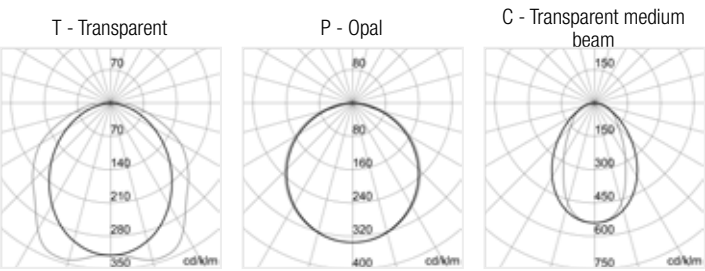 T - Transparent
70
70
140
210
280
350
cd/klm
P - Opal
80
80
160
240
320
400
cd/klm
C - Transparent medium
beam
150
150
300
450
600
750
cd/klm